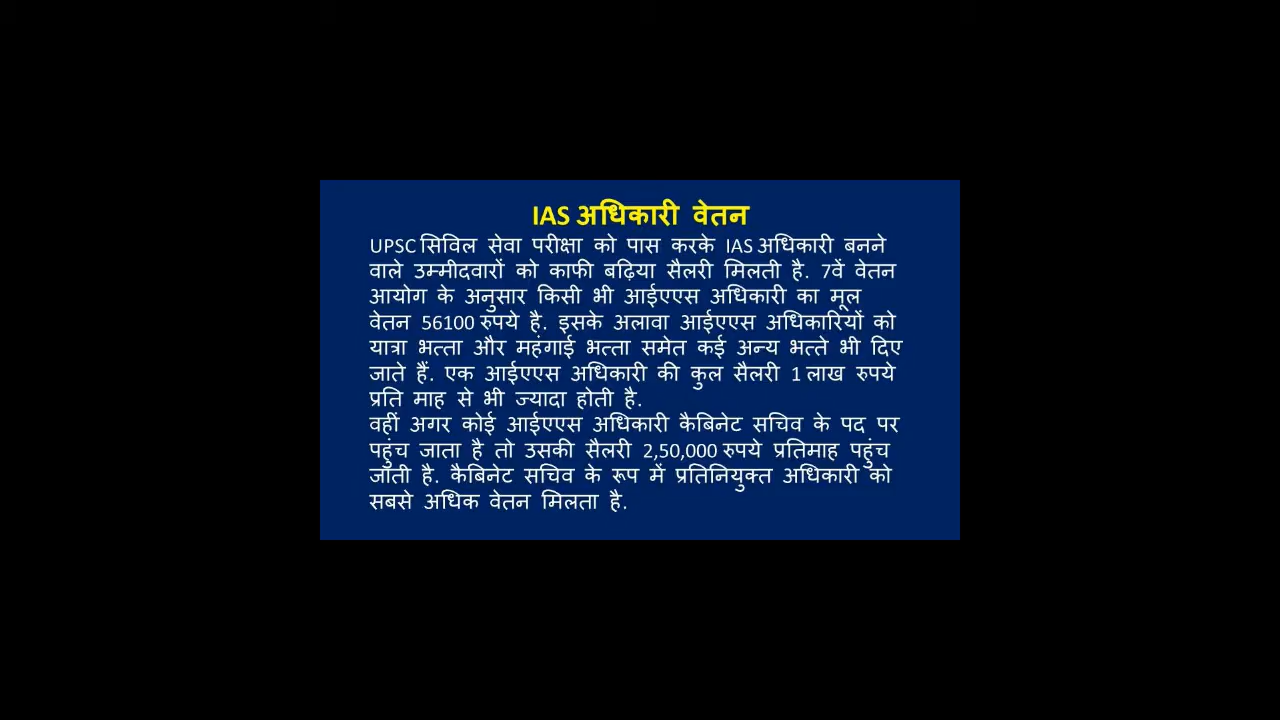 IAS अधिकारी वेतन
UPSC सिविल सेवा परीक्षा को पास करके IAS अधिकारी बनने
वाले उम्मीदवारों को काफी बढ़िया सैलरी मिलती है. 7वें वेतन
आयोग के अनुसार किसी भी आईएएस अधिकारी का मूल
वेतन 56100 रुपये है. इसके अलावा आईएएस अधिकारियों को
यात्रा भत्ता और महंगाई भत्ता समेत कई अन्य भत्ते भी दिए
जाते हैं. एक आईएएस अधिकारी की कुल सैलरी 1 लाख रुपये
प्रति माह से भी ज्यादा होती है.
वहीं अगर कोई आईएएस अधिकारी कैबिनेट सचिव के पद पर
पहुंच जाता है तो उसकी सैलरी 2,50,000 रुपये प्रतिमाह पहुंच
जाती है. कैबिनेट सचिव के रूप में प्रतिनियुक्त अधिकारी को
सबसे अधिक वेतन मिलता है.